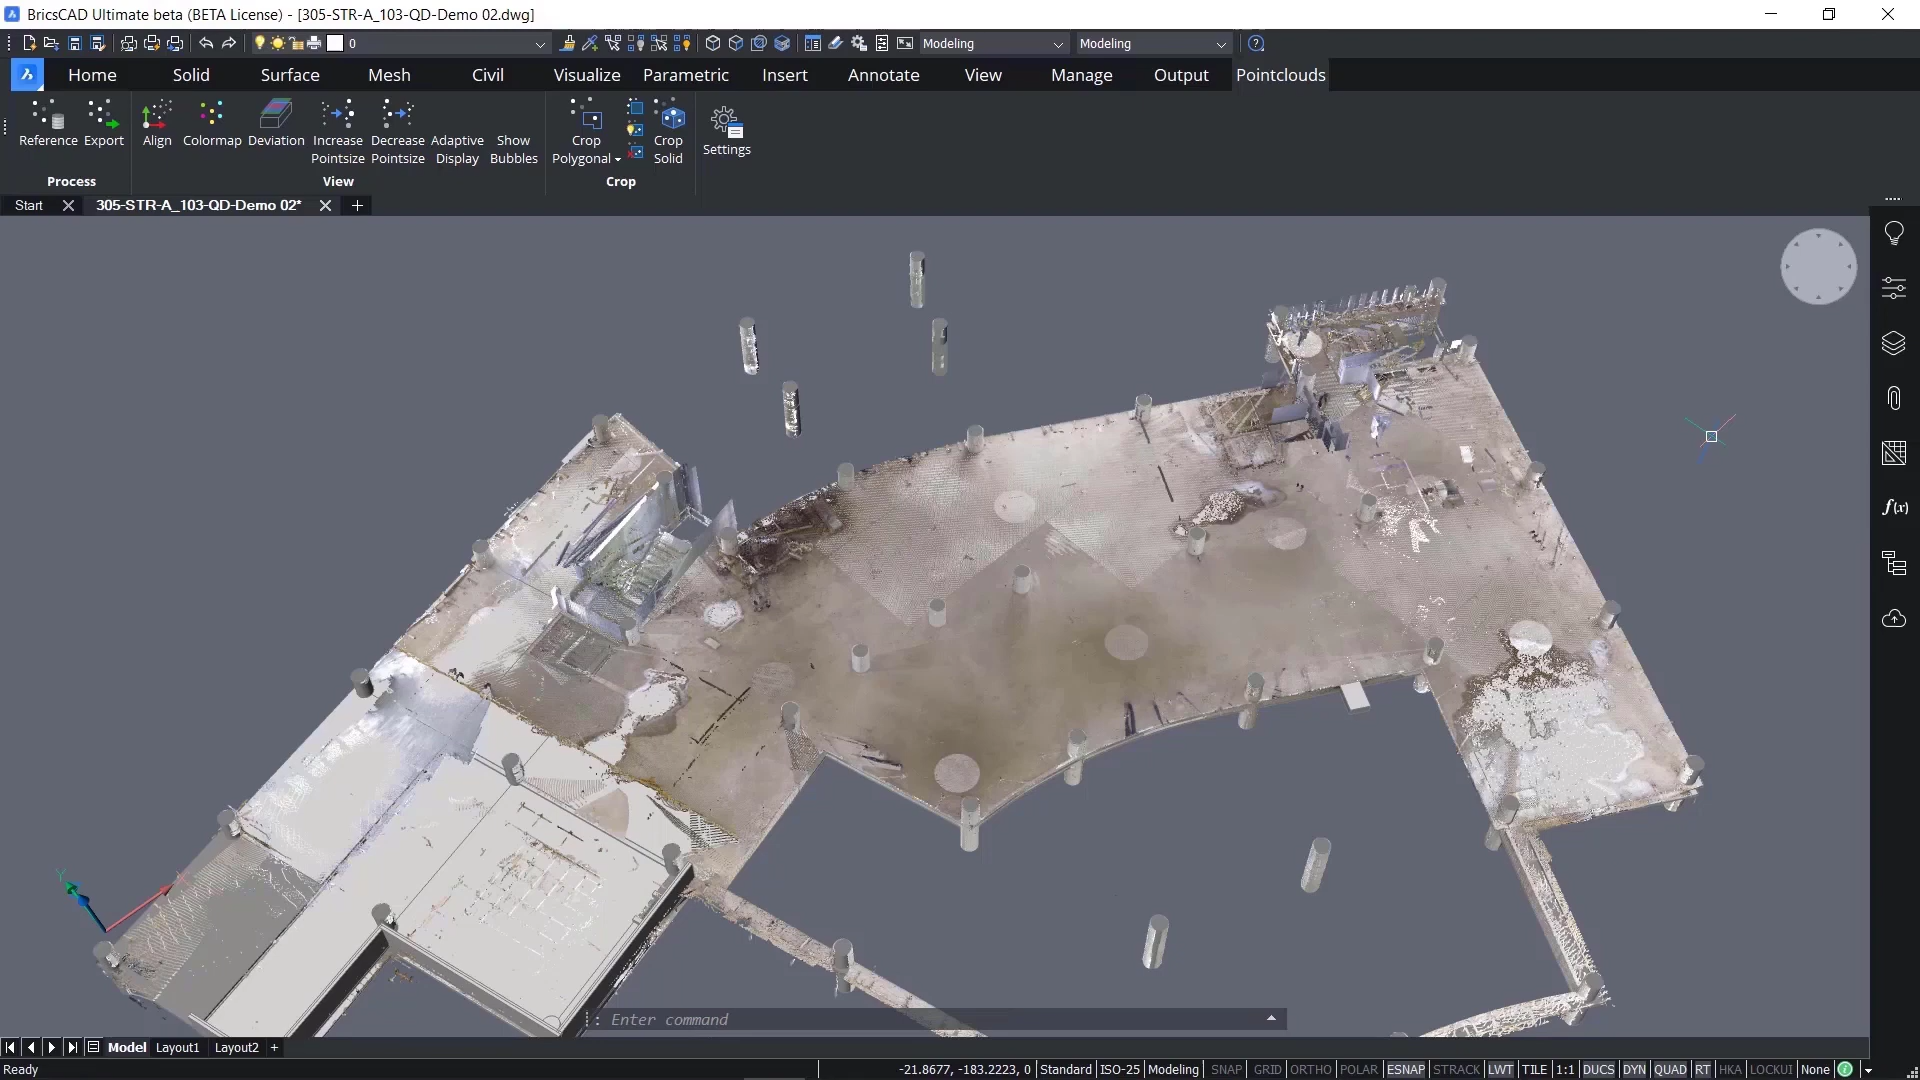 BricsCAD Ultimate beta (BETA License) - [305-STR-A_103-QD-Demo 02.dwg]
0 Modeling Modeling
Home Solid Surface Mesh Civil Visualize Parametric Insert Annotate View Manage Output Pointclouds
Reference Export Align Colormap Deviation Increase Pointsize Decrease Pointsize Adaptive Display Show Bubbles Crop Polygonal Crop Solid Settings
Process View Crop
Start 305-STR-A_103-QD-Demo 02*
f(x)
Y
: Enter command
Model Layout1 Layout2 +
Ready -21.8677, -183.2223, 0 Standard ISO-25 Modeling SNAP GRID ORTHO POLAR ESNAP STRACK LWT TILE 1:1 DUCS DYN QUAD RT HKA LOCKUI None